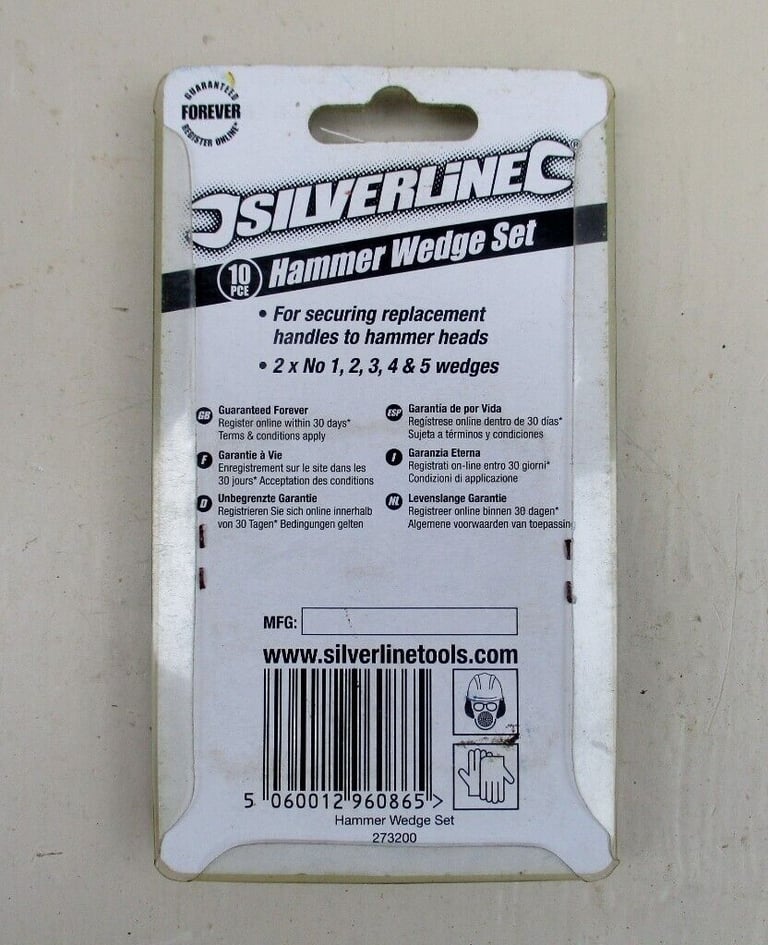 GUARANTEED
FOREVER
REGISTER ONLINE*
SILVERLINE®
10 PCE Hammer Wedge Set
• For securing replacement
handles to hammer heads
• 2 x No 1, 2, 3, 4 & 5 wedges
GB Guaranteed Forever
Register online within 30 days*
Terms & conditions apply
F Garantie à Vie
Enregistrement sur le site dans les
30 jours* Acceptation des conditions
D Unbegrenzte Garantie
Registrieren Sie sich online innerhalb
von 30 Tagen* Bedingungen gelten
ESP Garantía de por Vida
Regístrese online dentro de 30 días*
Sujeta a términos y condiciones
I Garanzia Eterna
Registrati on-line entro 30 giorni*
Condizioni di applicazione
NL Levenslange Garantie
Registreer online binnen 30 dagen*
Algemene voorwaarden van toepassin
MFG:
www.silverlinetools.com
5 060012 960865 >
Hammer Wedge Set
273200